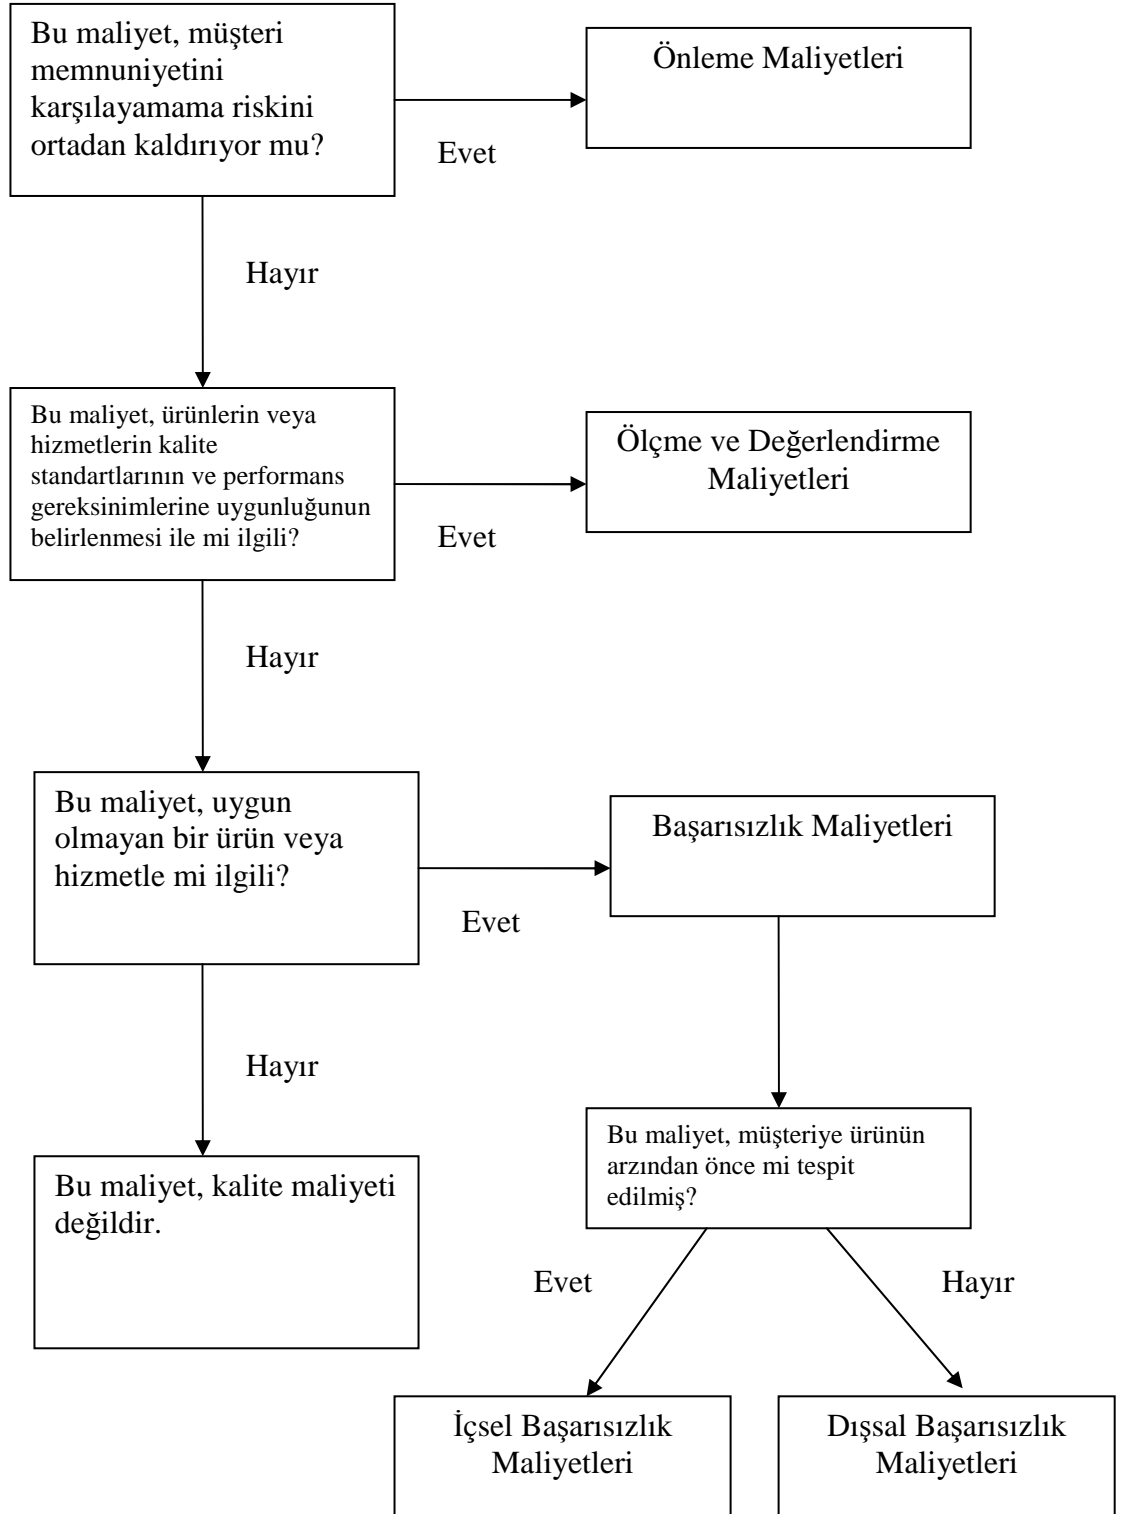 Bu maliyet, müşteri
memnuniyetini
karşılayamama riskini
ortadan kaldırıyor mu?
Önleme Maliyetleri
Evet
Hayır
Bu maliyet, ürünlerin veya
hizmetlerin kalite
standartlarının ve performans
gereksinimlerine uygunluğunun
belirlenmesi ile mi ilgili?
Ölçme ve Değerlendirme
Maliyetleri
Evet
Hayır
Bu maliyet, uygun
olmayan bir ürün veya
hizmetle mi ilgili?
Başarısızlık Maliyetleri
Evet
Hayır
Bu maliyet, kalite maliyeti
değildir.
Bu maliyet, müşteriye ürünün
arzından önce mi tespit
edilmiş?
Evet
Hayır
İçsel Başarısızlık
Maliyetleri
Dışsal Başarısızlık
Maliyetleri